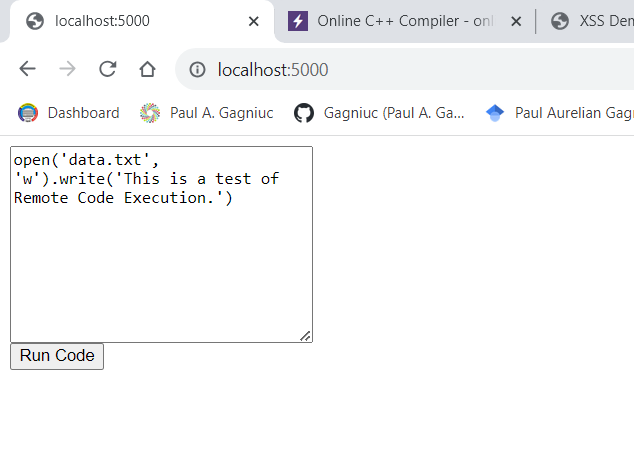 localhost:5000
Online C++ Compiler - onl
XSS Dem
localhost:5000
Dashboard
Paul A. Gagniuc
Gagniuc (Paul A. Ga...
Paul Aurelian Gagn
open('data.txt',
'w').write('This is a test of
Remote Code Execution.')
Run Code